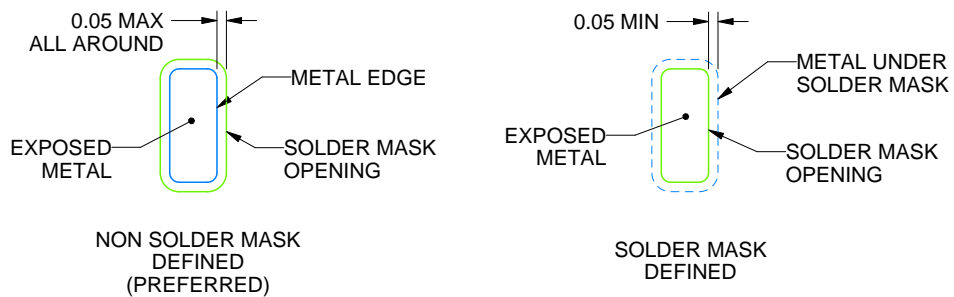 0.05 MAX
ALL AROUND
METAL EDGE
EXPOSED
METAL
SOLDER MASK
OPENING
NON SOLDER MASK
DEFINED
(PREFERRED)
0.05 MIN
METAL UNDER
SOLDER MASK
EXPOSED
METAL
SOLDER MASK
OPENING
SOLDER MASK
DEFINED